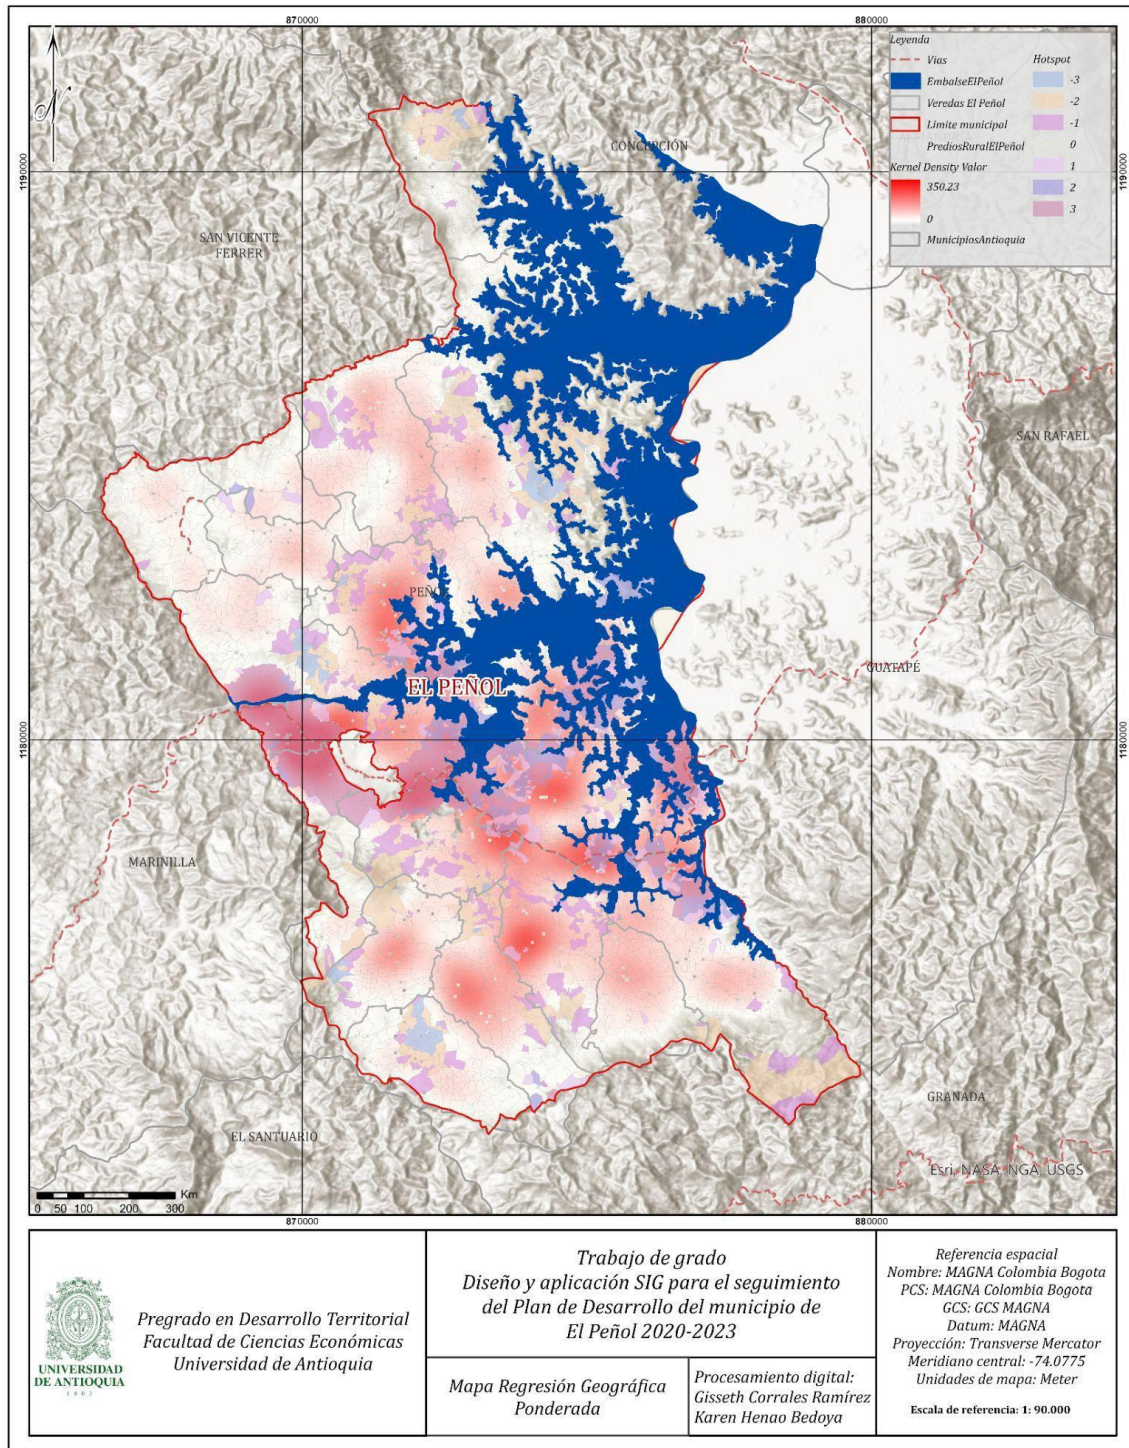 870000
880000
Leyenda
Vias
EmbalseElPeñol
Veredas El Peñol
Limite municipal
PrediosRuralElPeñol
Kernel Density Valor
350.23
0
MunicipiosAntioquia
Hotspot
-3
-2
-1
0
1
2
3
N
CONCEPCIÓN
1190000
1190000
SAN VICENTE
FERRER
SAN RAFAEL
PEÑOL
GUATAPÉ
EL PEÑOL
1180000
1180000
MARINILLA
GRANADA
EL SANTUARIO
Esri, NASA, NGA, USGS
Km
0 50 100 200 300
870000
880000
UNIVERSIDAD
DE ANTIOQUIA
1 8 0 3
Pregrado en Desarrollo Territorial
Facultad de Ciencias Económicas
Universidad de Antioquia
Trabajo de grado
Diseño y aplicación SIG para el seguimiento
del Plan de Desarrollo del municipio de
El Peñol 2020-2023
Mapa Regresión Geográfica
Ponderada
Procesamiento digital:
Gisseth Corrales Ramírez
Karen Henao Bedoya
Referencia espacial
Nombre: MAGNA Colombia Bogota
PCS: MAGNA Colombia Bogota
GCS: GCS MAGNA
Datum: MAGNA
Proyección: Transverse Mercator
Meridiano central: -74.0775
Unidades de mapa: Meter
Escala de referencia: 1: 90.000